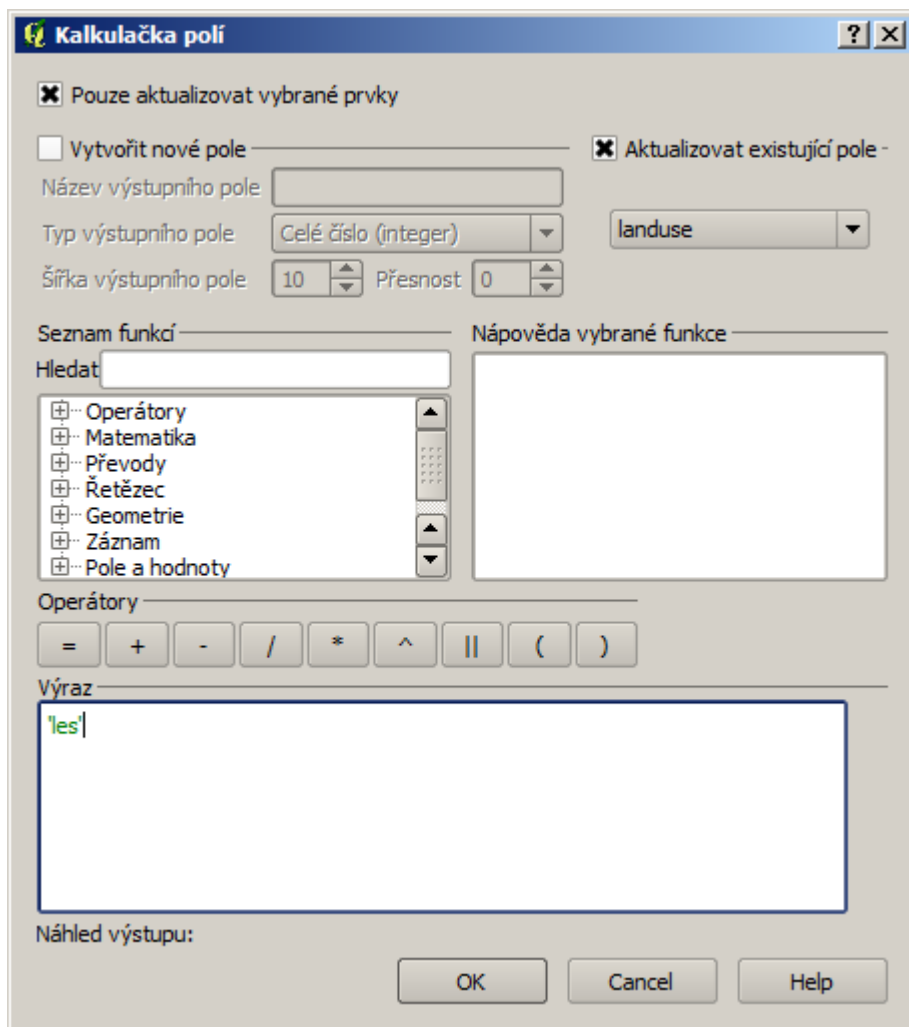 Kalkulačka polí
Pouze aktualizovat vybrané prvky
Vytvořit nové pole
Aktualizovat existující pole
Název výstupního pole
Typ výstupního pole
Celé číslo (integer)
landuse
Šířka výstupního pole
10
Přesnost
0
Seznam funkcí
Nápověda vybrané funkce
Hledat
Operátory
Matematika
Převody
Řetězec
Geometrie
Záznam
Pole a hodnoty
Operátory
= + - / * ^ || ( )
Výraz
'les'
Náhled výstupu:
OK Cancel Help